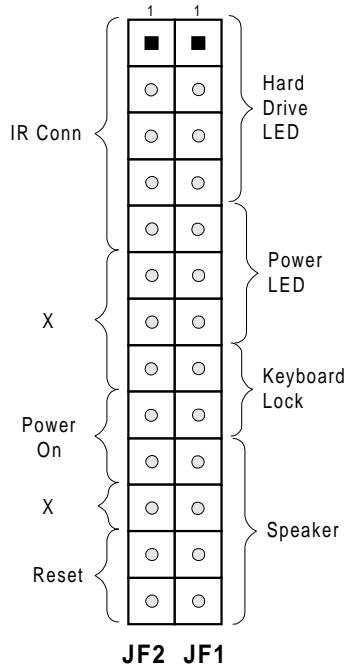 1 1
Hard
Drive
LED
IR Conn
Power
LED
X
Keyboard
Lock
Power
On
X
Speaker
Reset
JF2 JF1